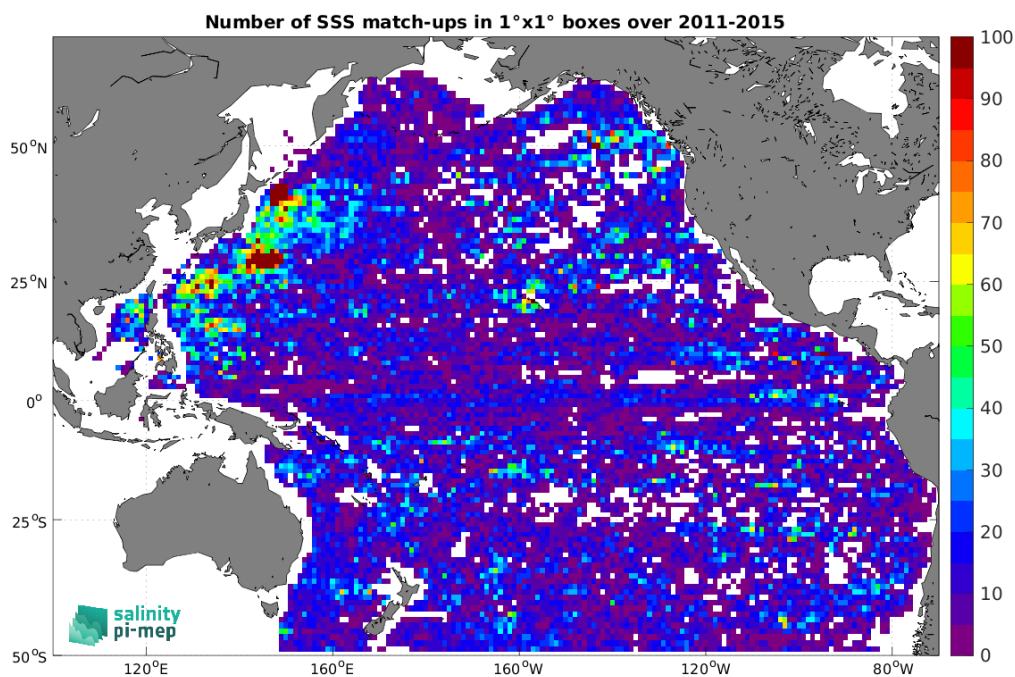 Number of SSS match-ups in 1°x1° boxes over 2011-2015
100
90
80
70
60
50
40
30
20
10
0
50°N
25°N
0°
25°S
50°S
120°E
160°E
160°W
120°W
80°W
salinity
pi-mep